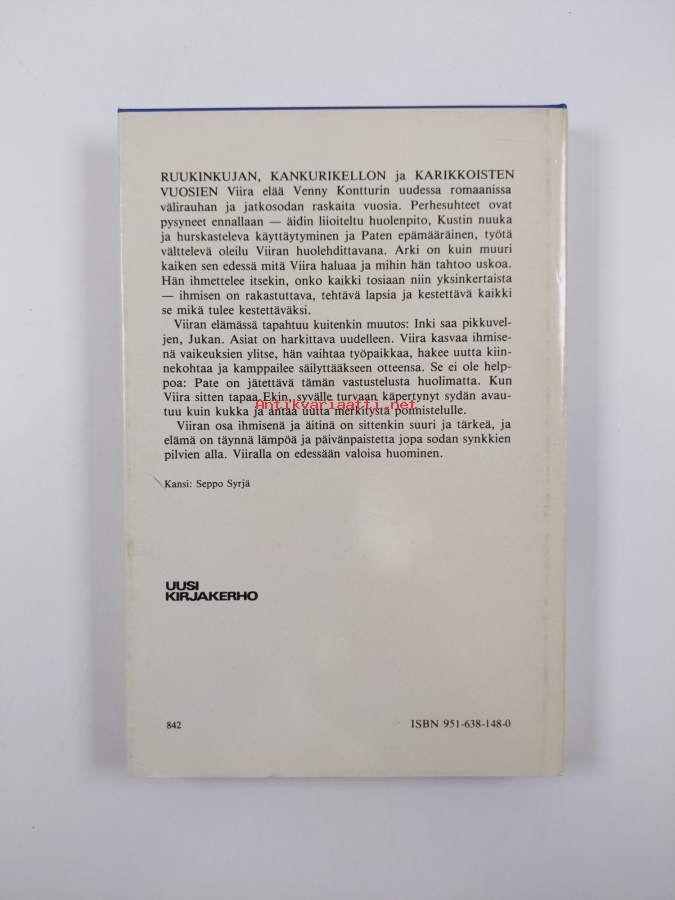 RUUKINKUJAN, KANKURIKELLON ja KARIKKOISTEN
VUOSIEN Viira elää Venny Kontturin uudessa romaanissa
välirauhan ja jatkosodan raskaita vuosia. Perhesuhteet ovat
pysyneet ennallaan — äidin liioiteltu huolenpito, Kustin nuuka
ja hurskasteleva käyttäytyminen ja Paten epämääräinen, työtä
välttelevä oleilu Viiran huolehdittavana. Arki on kuin muuri
kaiken sen edessä mitä Viira haluaa ja mihin hän tahtoo uskoa.
Hän ihmettelee itsekin, onko kaikki tosiaan niin yksinkertaista
— ihmisen on rakastuttava, tehtävä lapsia ja kestettävä kaikki
se mikä tulee kestettäväksi.
Viiran elämässä tapahtuu kuitenkin muutos: Inki saa pikkuvel-
jen, Jukan. Asiat on harkittava uudelleen. Viira kasvaa ihmise-
nä vaikeuksien ylitse, hän vaihtaa työpaikkaa, hakee uutta kiin-
nekohtaa ja kamppailee säilyttääkseen otteensa. Se ei ole help-
poa: Pate on jätettävä tämän vastustelusta huolimatta. Kun
Viira sitten tapaa Ekin, syvälle turvaan käpertynyt sydän avau-
tuu kuin kukka ja antaa uutta merkitystä ponnistelulle.
Antikvariaatti.net
Viiran osa ihmisenä ja äitinä on sittenkin suuri ja tärkeä, ja
elämä on täynnä lämpöä ja päivänpaistetta jopa sodan synkkien
pilvien alla. Viiralla on edessään valoisa huominen.
Kansi: Seppo Syrjä
UUSI
KIRJAKERHO
842
ISBN 951-638-148-0